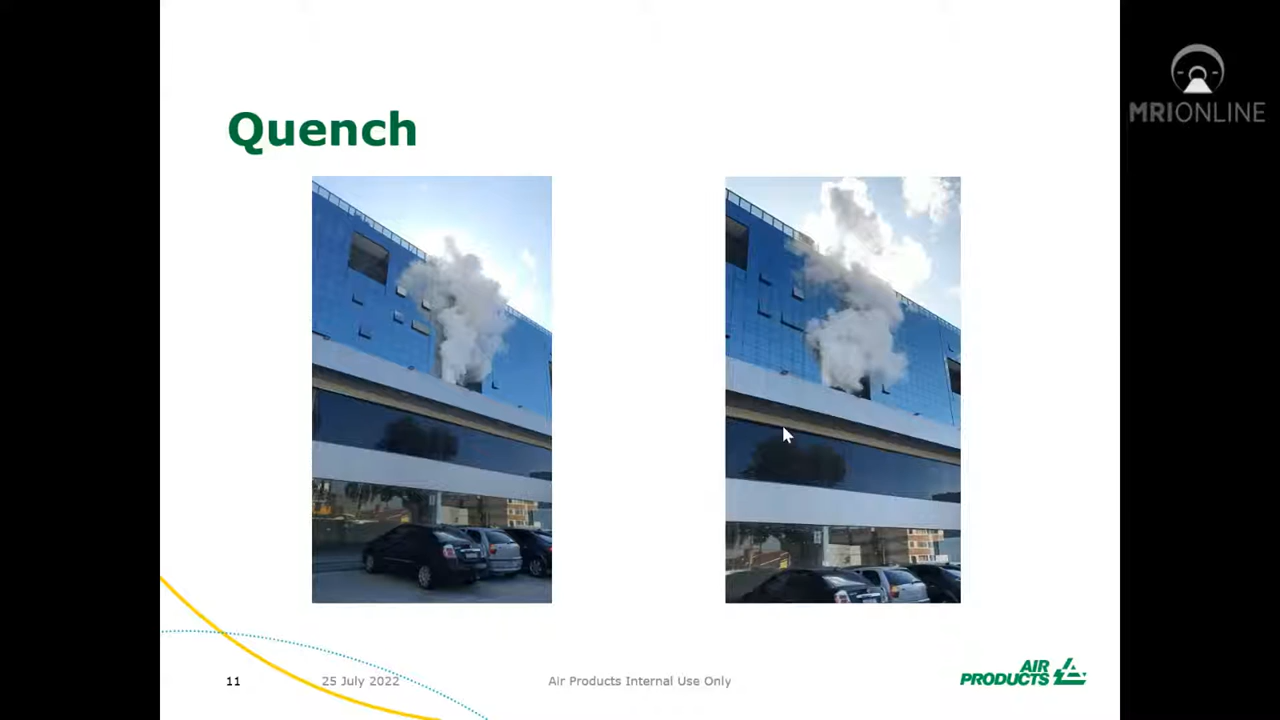 MRIONLINE
Quench
11
25 July 2022
Air Products Internal Use Only
AIR
PRODUCTS